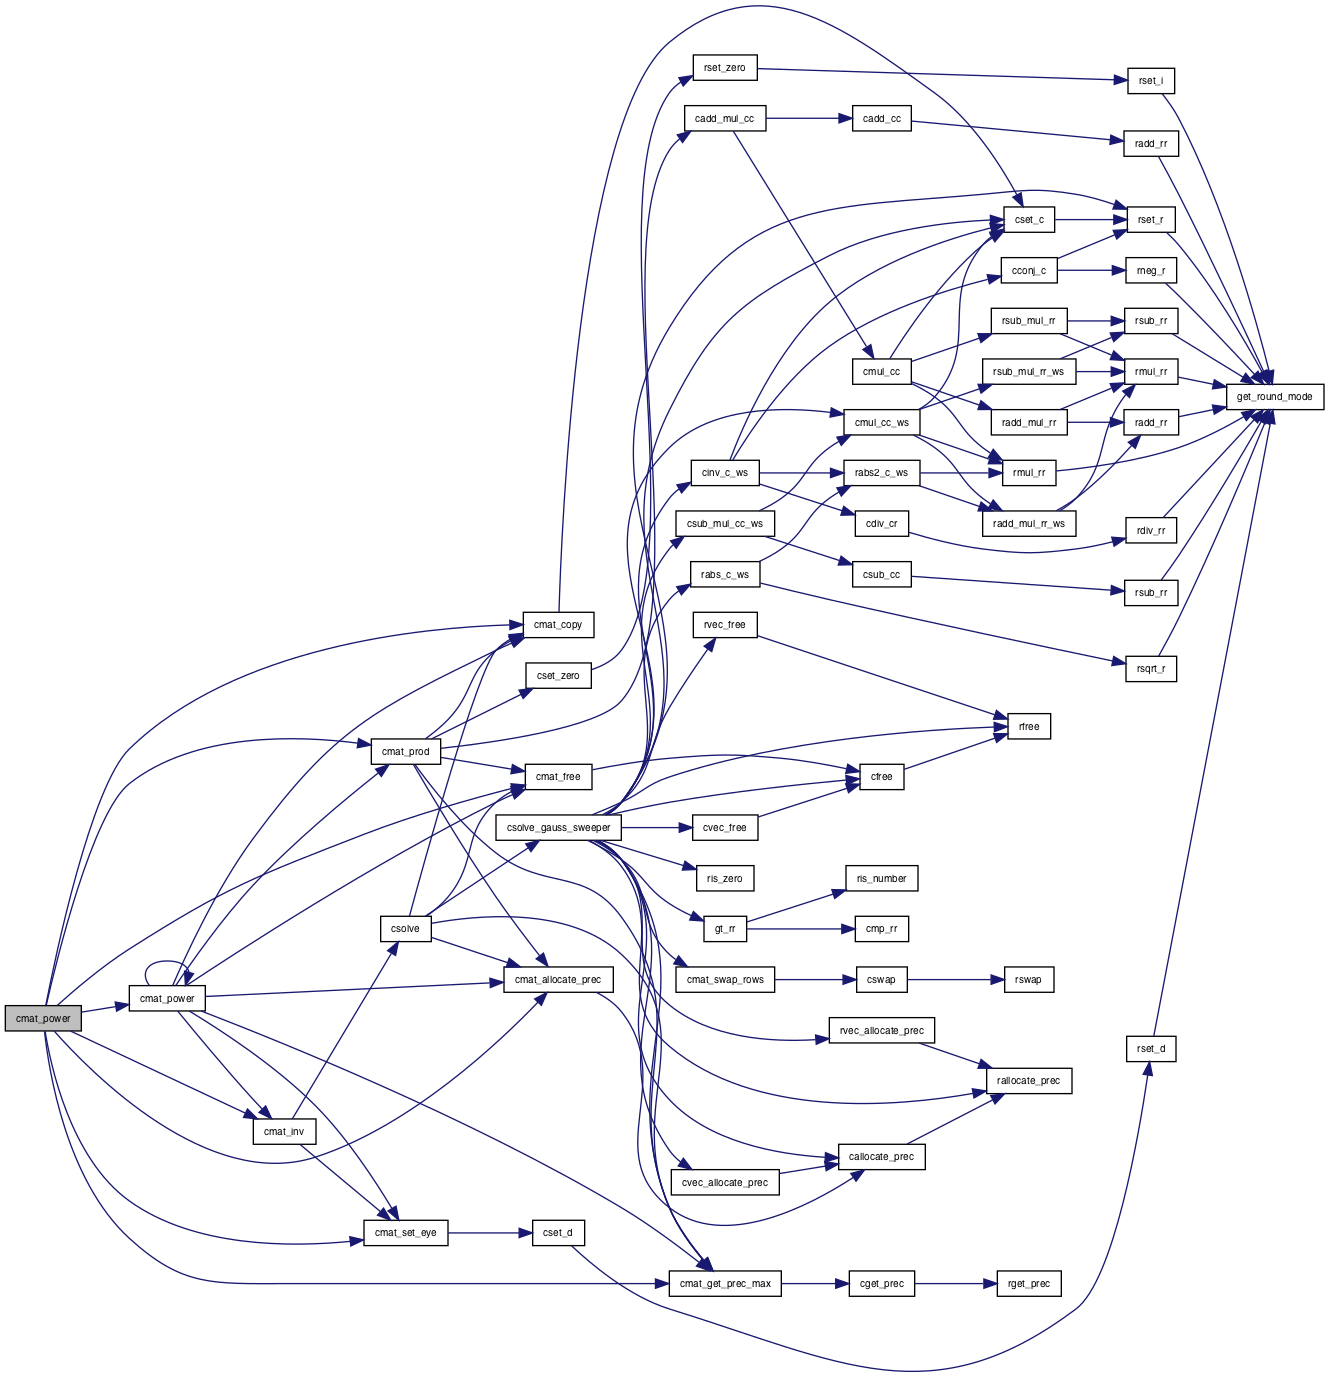 rset_zero
rset_i
cadd_mul_cc
cadd_cc
radd_rr
cset_c
rset_r
cconj_c
rneg_r
rsub_mul_rr
rsub_rr
cmul_cc
rsub_mul_rr_ws
rmul_rr
get_round_mode
cmul_cc_ws
radd_mul_rr
radd_rr
cinv_c_ws
rabs2_c_ws
rmul_rr
csub_mul_cc_ws
cdiv_cr
radd_mul_rr_ws
rdiv_rr
rabs_c_ws
csub_cc
rsub_rr
cmat_copy
rvec_free
cset_zero
rsqrt_r
rfree
cmat_prod
cmat_free
cfree
csolve_gauss_sweeper
cvec_free
ris_zero
ris_number
csolve
gt_rr
cmp_rr
cmat_power
cmat_allocate_prec
cmat_swap_rows
cswap
rswap
cmat_power
rvec_allocate_prec
rset_d
rallocate_prec
cmat_inv
callocate_prec
cvec_allocate_prec
cmat_set_eye
cset_d
cmat_get_prec_max
cget_prec
rget_prec